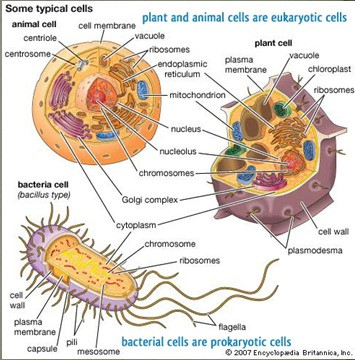 Some typical cells
plant and animal cells are eukaryotic cells
animal cell
cell membrane
centriole
centrosome
vacuole
ribosomes
endoplasmic
reticulum
mitochondrion
nucleus
nucleolus
chromosomes
Golgi complex
cytoplasm
plant cell
plasma
membrane
vacuole
chloroplast
ribosomes
cell
wall
plasmodesma
bacteria cell
(bacillus type)
chromosome
ribosomes
cell
wall
plasma
membrane
capsule
pili
mesosome
flagella
bacterial cells are prokaryotic cells
© 2007 Encyclopædia Britannica, Inc.